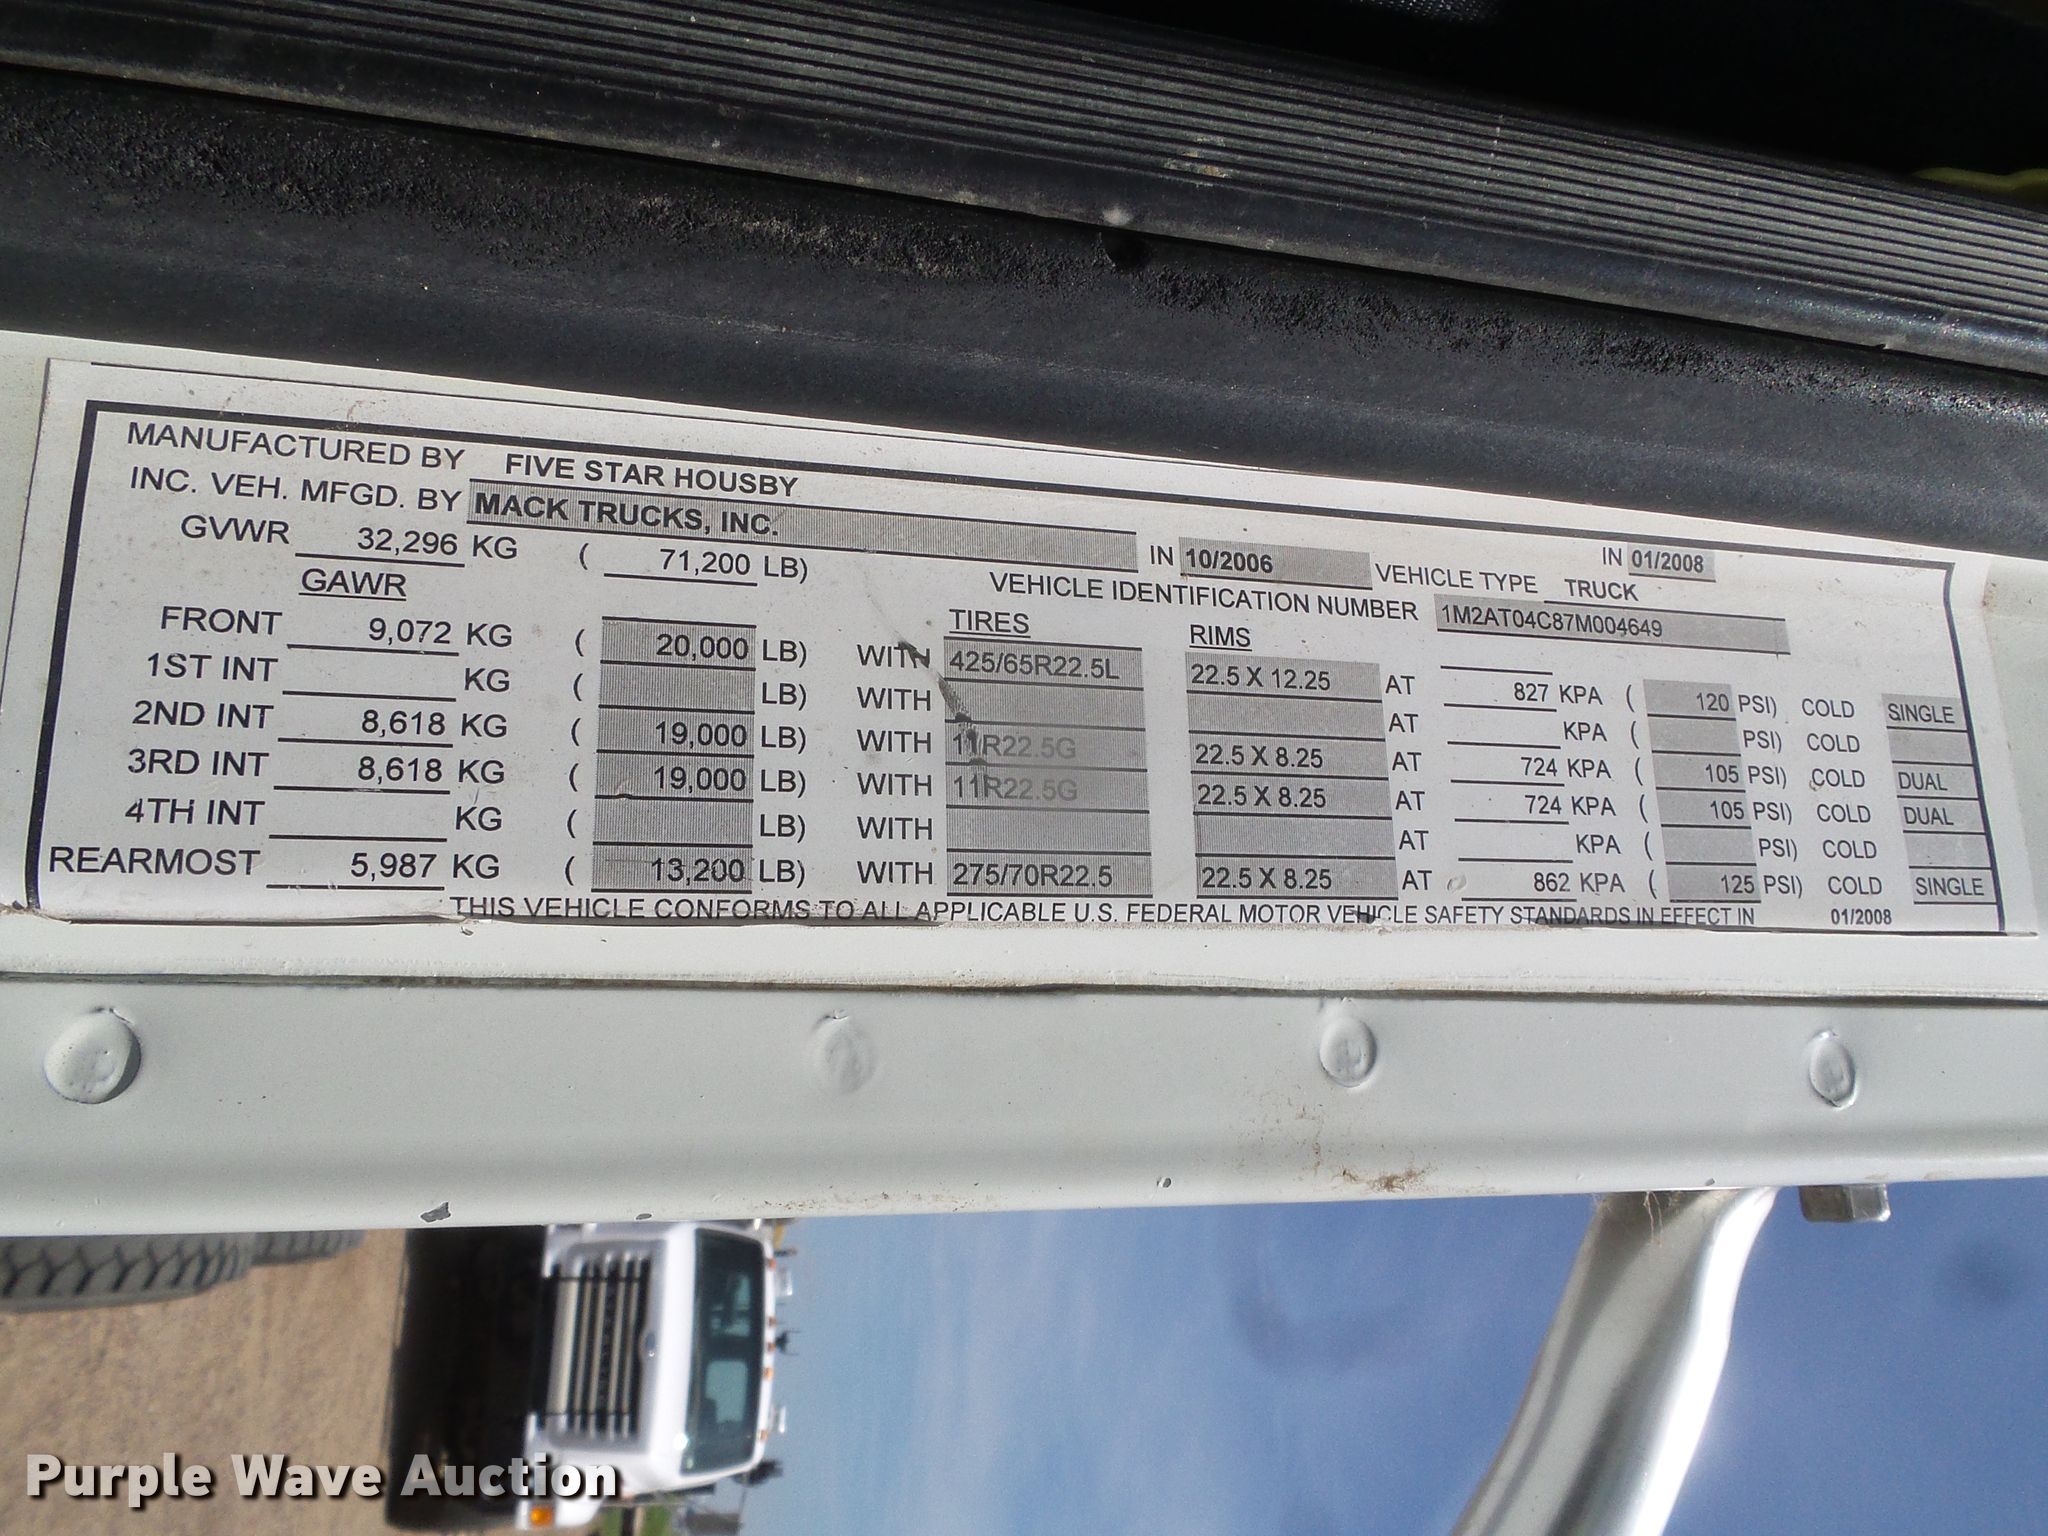 MANUFACTURED BY FIVE STAR HOUSBY IN 01/2008
INC. VEH. MFGD. BY MACK TRUCKS, INC. IN 10/2006 VEHICLE TYPE TRUCK
GVWR 32,296 KG ( 71,200 LB) VEHICLE IDENTIFICATION NUMBER 1M2AT04C87M004649
GAWR TIRES RIMS
FRONT 9,072 KG ( 20,000 LB) WITH 425/65R22.5L 22.5 X 12.25 AT 827 KPA ( 120 PSI) COLD SINGLE
1ST INT KG ( LB) WITH AT KPA ( PSI) COLD
2ND INT 8,618 KG ( 19,000 LB) WITH 11R22.5G 22.5 X 8.25 AT 724 KPA ( 105 PSI) COLD DUAL
3RD INT 8,618 KG ( 19,000 LB) WITH 11R22.5G 22.5 X 8.25 AT 724 KPA ( 105 PSI) COLD DUAL
4TH INT KG ( LB) WITH AT KPA ( PSI) COLD
REARMOST 5,987 KG ( 13,200 LB) WITH 275/70R22.5 22.5 X 8.25 AT 862 KPA ( 125 PSI) COLD SINGLE
THIS VEHICLE CONFORMS TO ALL APPLICABLE U.S. FEDERAL MOTOR VEHICLE SAFETY STANDARDS IN EFFECT IN 01/2008
Purple Wave Auction